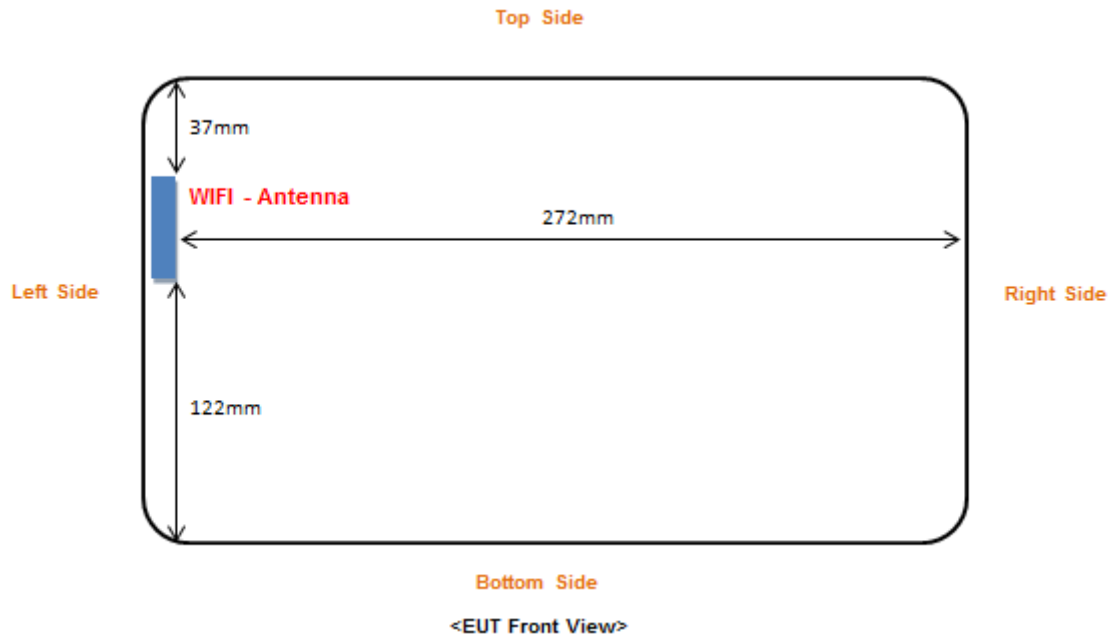 Top Side
37mm
WIFI - Antenna
272mm
Left Side
Right Side
122mm
Bottom Side
<EUT Front View>